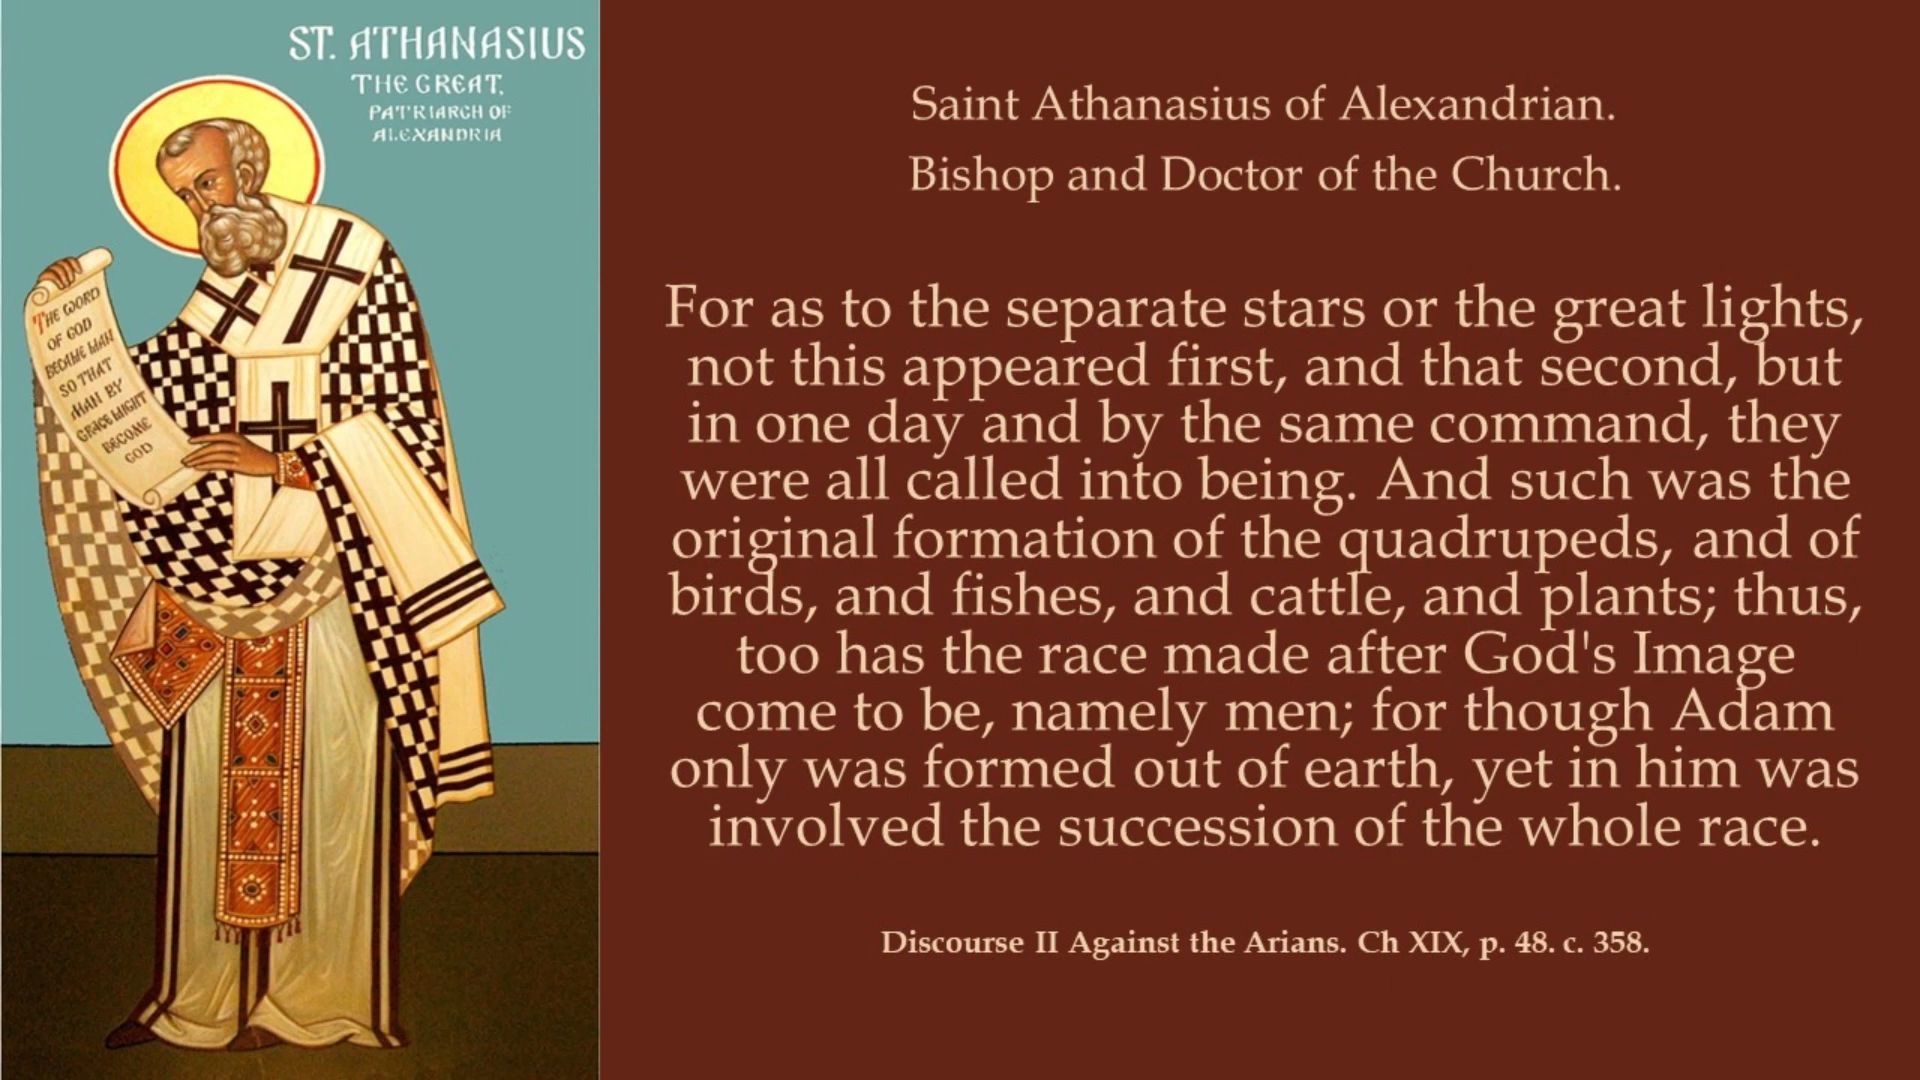 ST. ATHANASIUS
THE GREAT,
PATRIARCH OF
ALEXANDRIA
THE WORD
OF GOD
BECAME MAN
SO THAT
MAN BY
GRACE MIGHT
BECOME
GOD
Saint Athanasius of Alexandrian.
Bishop and Doctor of the Church.
For as to the separate stars or the great lights,
not this appeared first, and that second, but
in one day and by the same command, they
were all called into being. And such was the
original formation of the quadrupeds, and of
birds, and fishes, and cattle, and plants; thus,
too has the race made after God's Image
come to be, namely men; for though Adam
only was formed out of earth, yet in him was
involved the succession of the whole race.
Discourse II Against the Arians. Ch XIX, p. 48. c. 358.